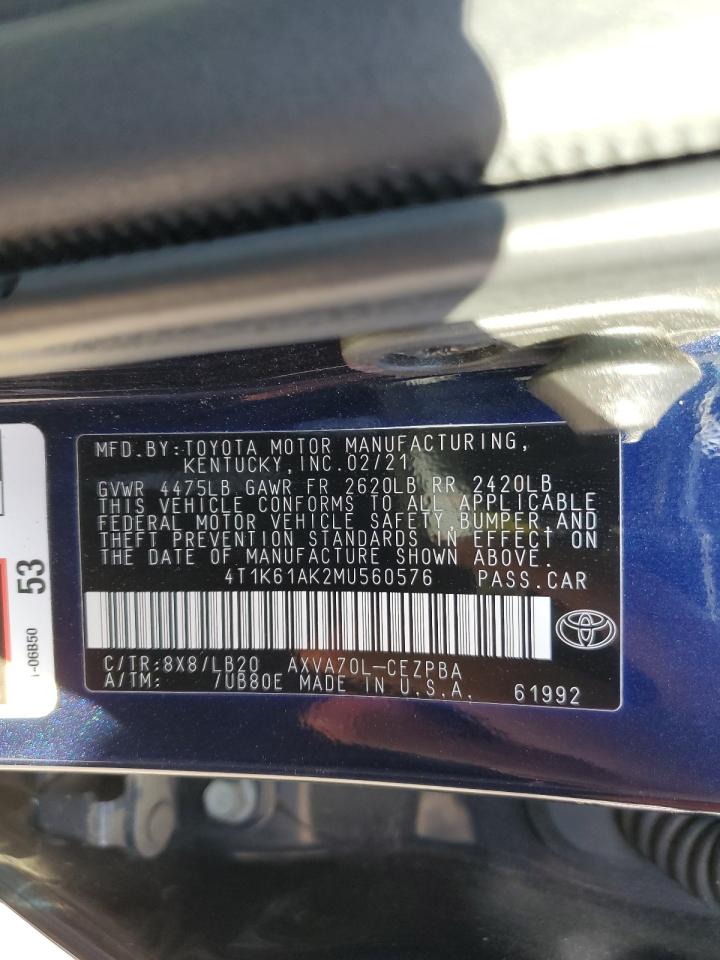 MFD.BY:TOYOTA MOTOR MANUFACTURING,
KENTUCKY,INC.02/21
GVWR 4475LB GAWR FR 2620LB RR 2420LB
THIS VEHICLE CONFORMS TO ALL APPLICABLE
FEDERAL MOTOR VEHICLE SAFETY,BUMPER,AND
THEFT PREVENTION STANDARDS IN EFFECT ON
THE DATE OF MANUFACTURE SHOWN ABOVE.
4T1K61AK2MU560576 PASS.CAR
C/TR:8X8/LB20 AXVA70L-CEZPBA
A/TM: /UB80E MADE IN U.S.A. 61992
53
-06B50